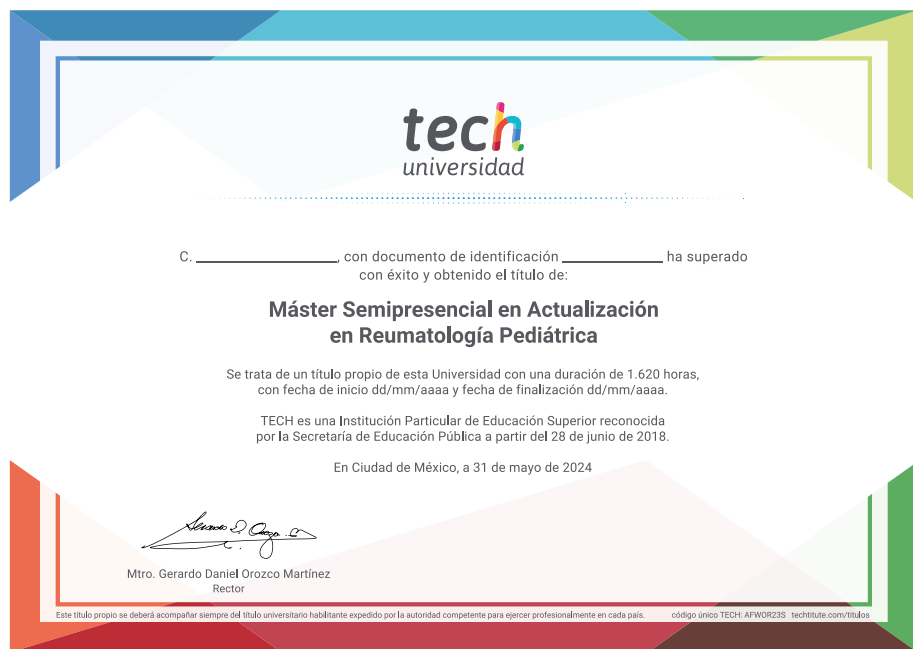 tech
universidad
C. ____________________, con documento de identificación ______________ ha superado
con éxito y obtenido el título de:
Máster Semipresencial en Actualización
en Reumatología Pediátrica
Se trata de un título propio de esta Universidad con una duración de 1.620 horas,
con fecha de inicio dd/mm/aaaa y fecha de finalización dd/mm/aaaa.
TECH es una Institución Particular de Educación Superior reconocida
por la Secretaría de Educación Pública a partir del 28 de junio de 2018.
En Ciudad de México, a 31 de mayo de 2024
Mtro. Gerardo Daniel Orozco Martínez
Rector
Este título propio se deberá acompañar siempre del título universitario habilitante expedido por la autoridad competente para ejercer profesionalmente en cada país. código único TECH: AFWOR23S techtitute.com/titulos